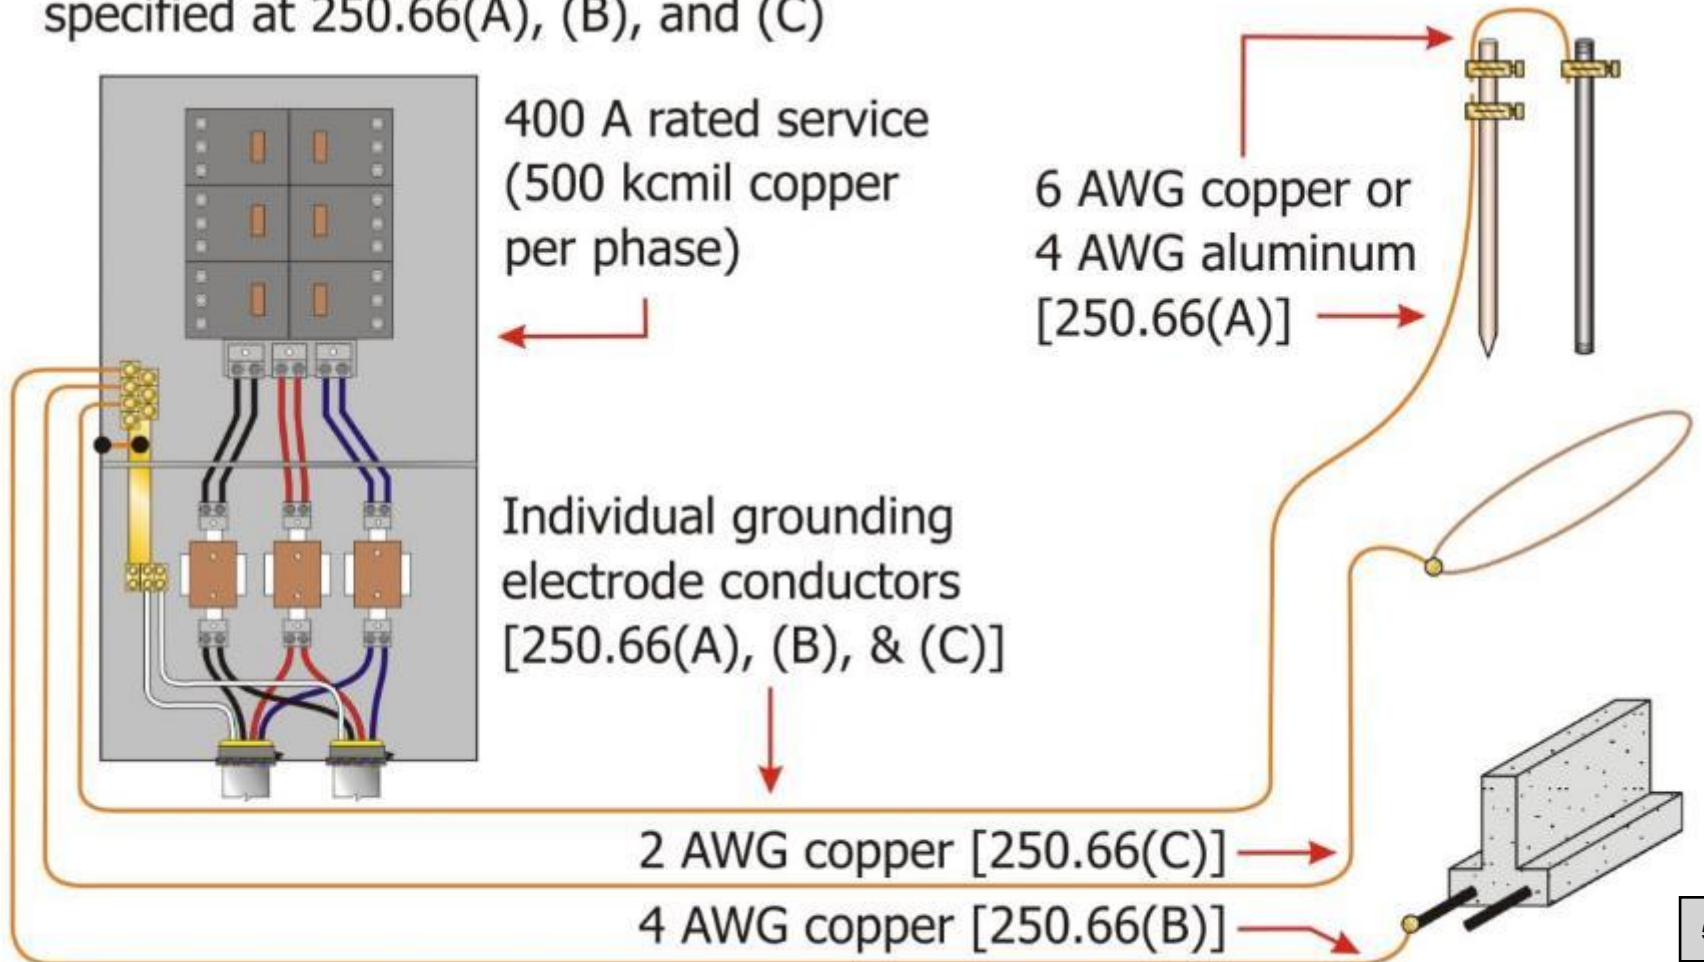 specified at 250.66(A), (B), and (C)
400 A rated service
(500 kcmil copper
per phase)
6 AWG copper or
4 AWG aluminum
[250.66(A)]
Individual grounding
electrode conductors
[250.66(A), (B), & (C)]
2 AWG copper [250.66(C)]
4 AWG copper [250.66(B)]